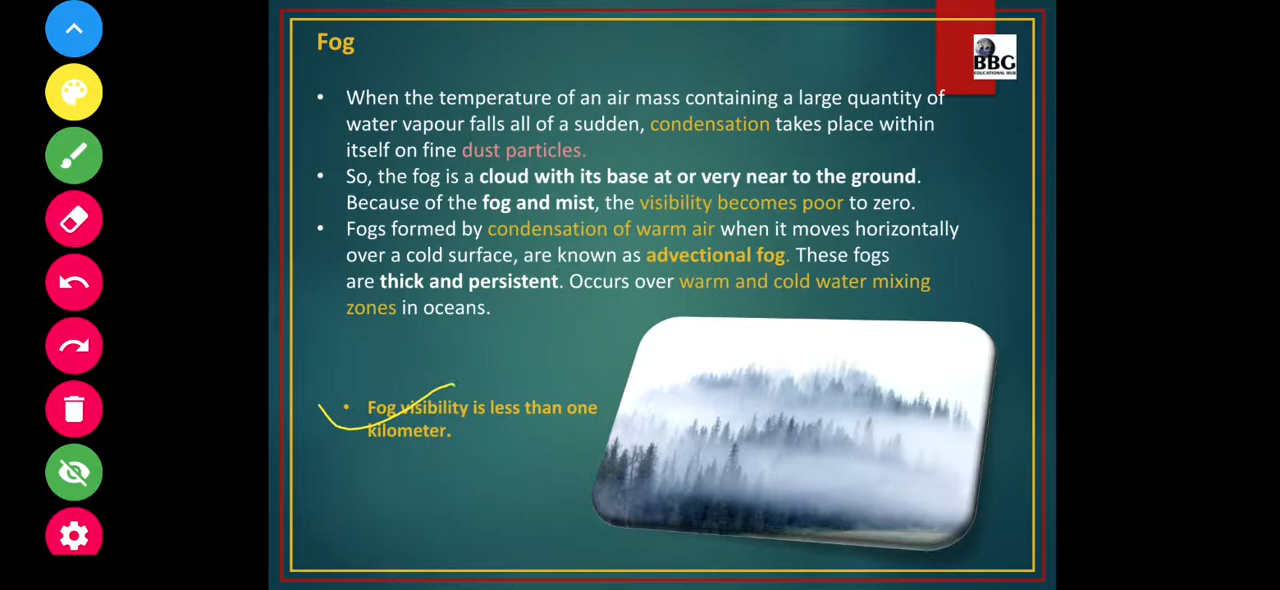 Fog
BBG
EDUCATIONAL HUB
• When the temperature of an air mass containing a large quantity of
water vapour falls all of a sudden, condensation takes place within
itself on fine dust particles.
• So, the fog is a cloud with its base at or very near to the ground.
Because of the fog and mist, the visibility becomes poor to zero.
• Fogs formed by condensation of warm air when it moves horizontally
over a cold surface, are known as advectional fog. These fogs
are thick and persistent. Occurs over warm and cold water mixing
zones in oceans.
• Fog visibility is less than one
kilometer.